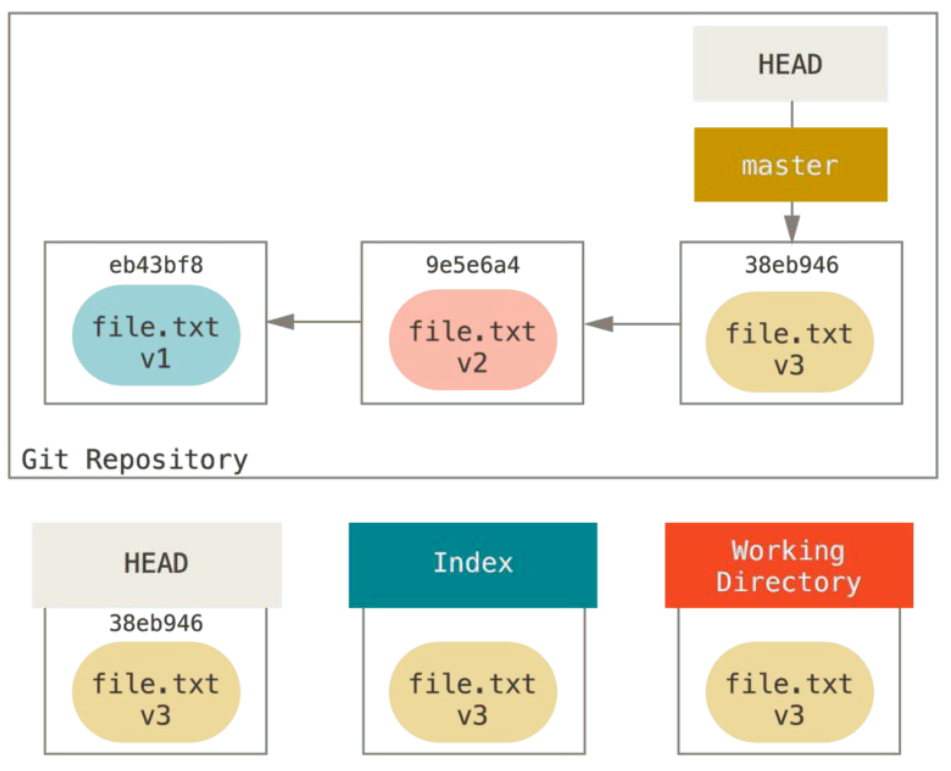 HEAD
master
eb43bf8
file.txt
v1
9e5e6a4
file.txt
v2
38eb946
file.txt
v3
Git Repository
HEAD
38eb946
file.txt
v3
Index
file.txt
v3
Working
Directory
file.txt
v3